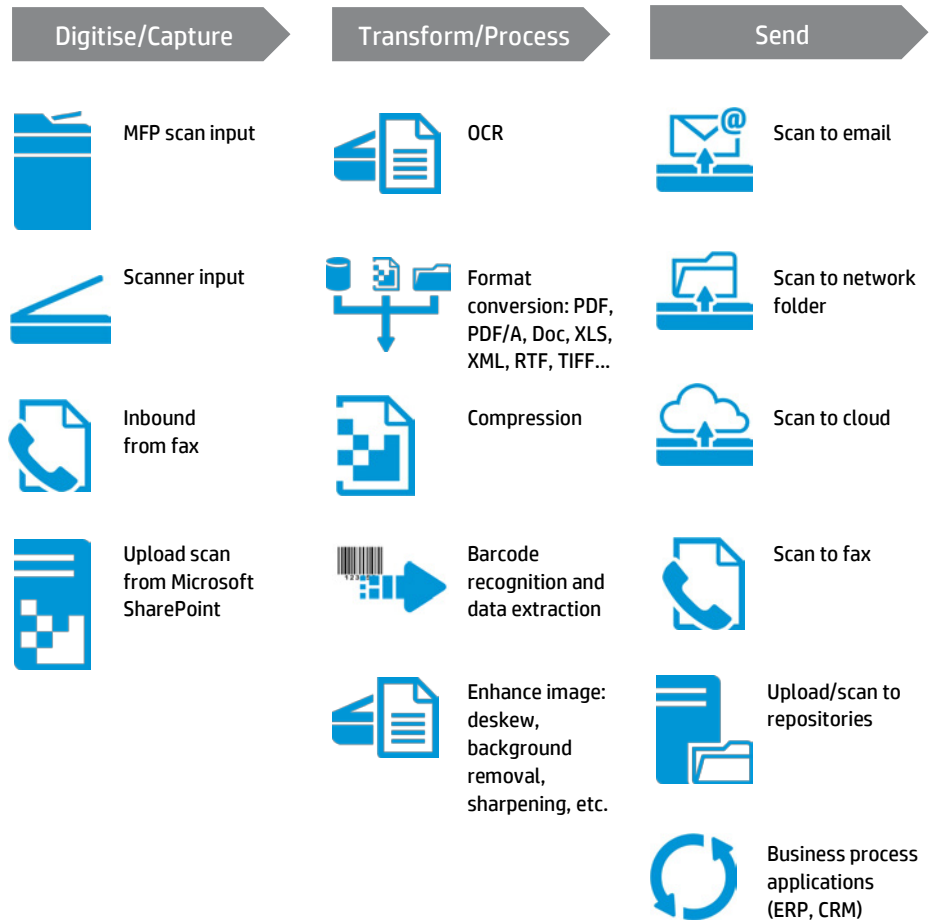 Digitise/Capture
Transform/Process
Send
MFP scan input
Scanner input
Inbound
from fax
Upload scan
from Microsoft
SharePoint
OCR
Format
conversion: PDF,
PDF/A, Doc, XLS,
XML, RTF, TIFF...
Compression
Barcode
recognition and
data extraction
Enhance image:
deskew,
background
removal,
sharpening, etc.
@
Scan to email
Scan to network
folder
Scan to cloud
Scan to fax
Upload/scan to
repositories
Business process
applications
(ERP, CRM)